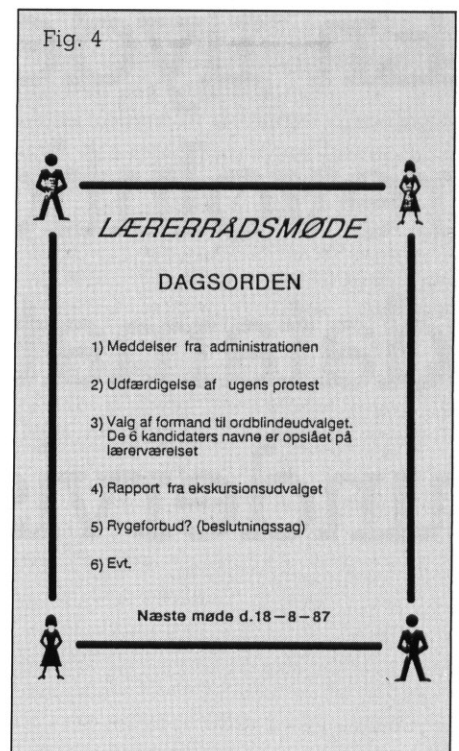 Fig. 4
LÆRERRÅDSMØDE
DAGSORDEN
1) Meddelser fra administrationen
2) Udfærdigelse af ugens protest
3) Valg af formand til ordblindeudvalget.
De 6 kandidaters navne er opslået på
lærerværelset
4) Rapport fra ekskursionsudvalget
5) Rygeforbud? (beslutningssag)
6) Evt.
Næste møde d.18–8–87